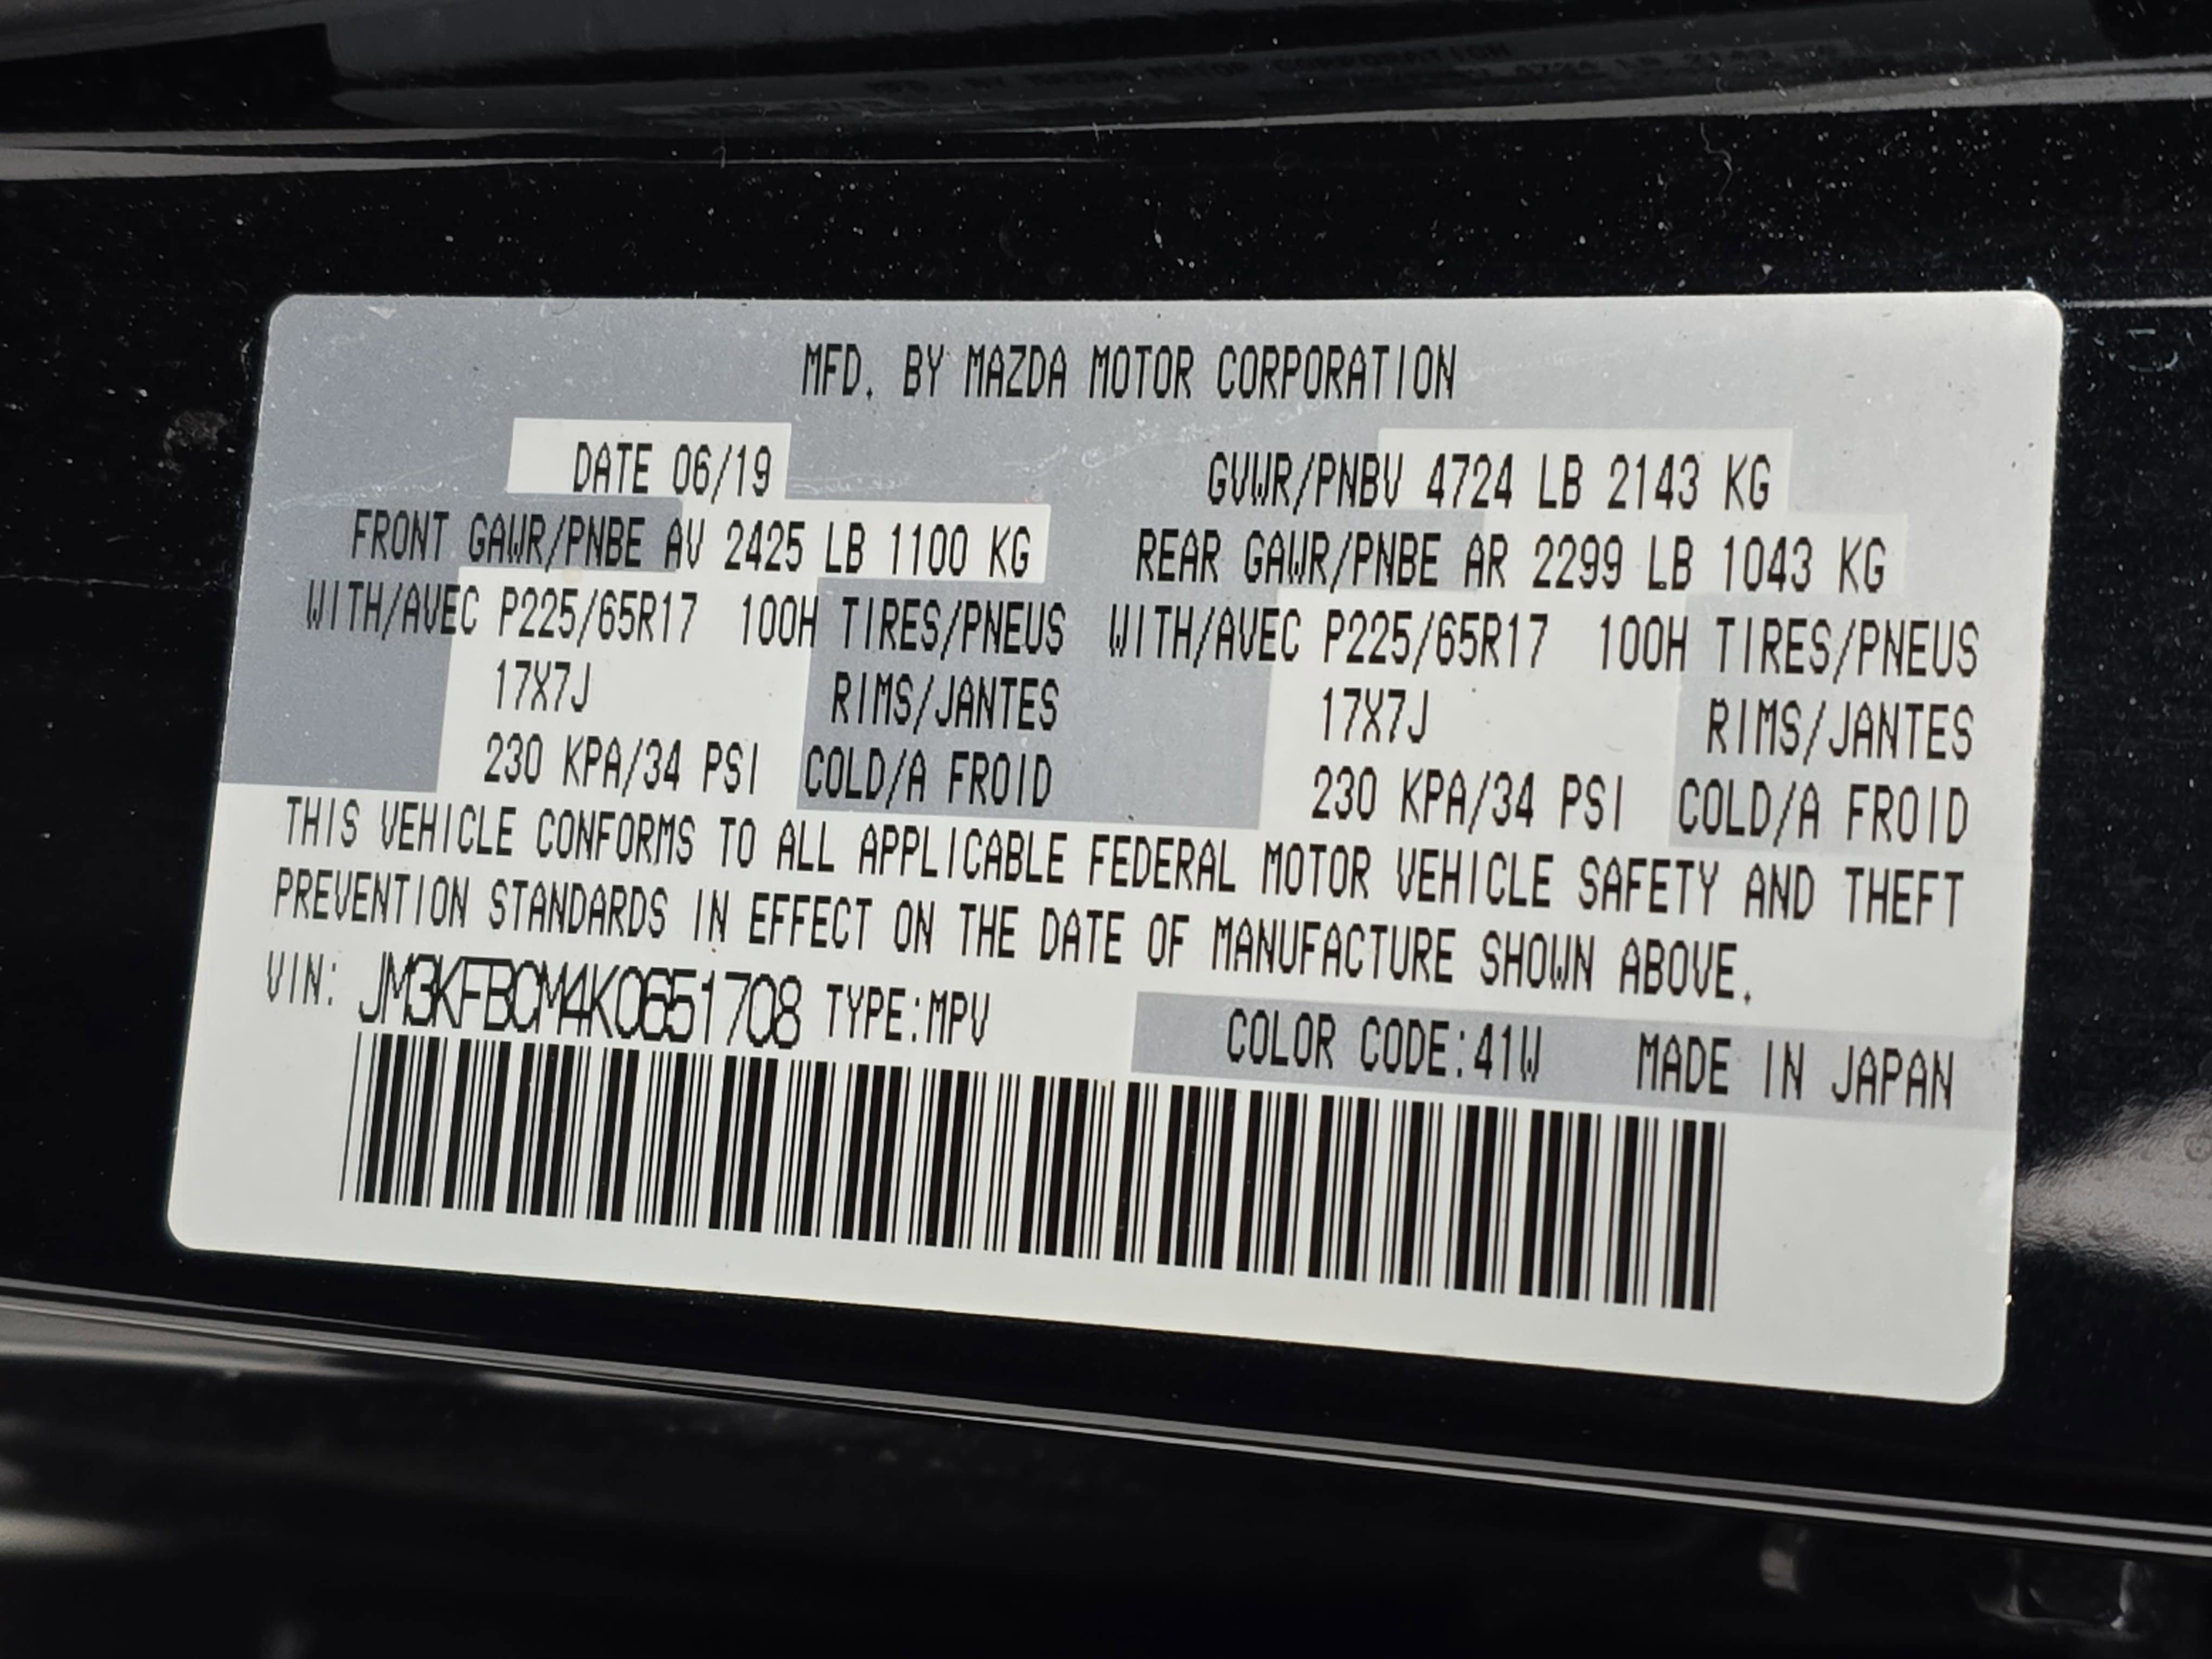 MFD. BY MAZDA MOTOR CORPORATION
DATE 06/19 GVWR/PNBV 4724 LB 2143 KG
FRONT GAWR/PNBE AV 2425 LB 1100 KG REAR GAWR/PNBE AR 2299 LB 1043 KG
WITH/AVEC P225/65R17 100H TIRES/PNEUS WITH/AVEC P225/65R17 100H TIRES/PNEUS
17X7J RIMS/JANTES 17X7J RIMS/JANTES
230 KPA/34 PSI COLD/A FROID 230 KPA/34 PSI COLD/A FROID
THIS VEHICLE CONFORMS TO ALL APPLICABLE FEDERAL MOTOR VEHICLE SAFETY AND THEFT
PREVENTION STANDARDS IN EFFECT ON THE DATE OF MANUFACTURE SHOWN ABOVE.
VIN: JM3KFBCM4K0651708 TYPE:MPV COLOR CODE:41W MADE IN JAPAN